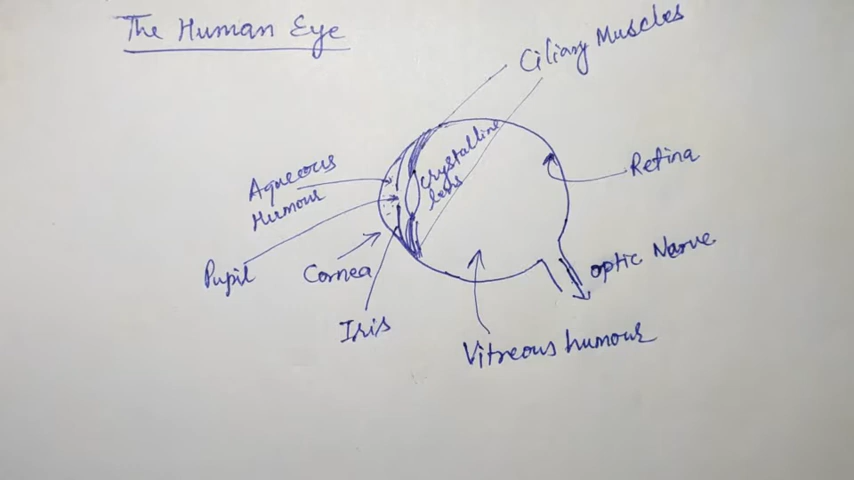 The Human Eye
Ciliary Muscles
Crystalline
lens
Retina
Aqueous
Humour
Pupil
Cornea
Iris
optic Nerve
Vitreous humour